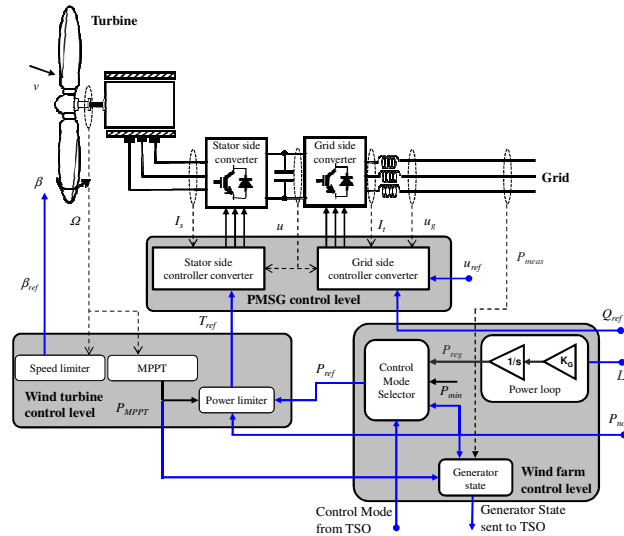 Turbine
v
Stator side
converter
Grid side
converter
Grid
β
Ω
I_s
u
I_t
u_g
P_meas
β_ref
Stator side
controller converter
Grid side
controller converter
u_ref
PMSG control level
T_ref
Q_ref
Speed limiter
MPPT
Wind turbine
control level
P_MPPT
Power limiter
P_ref
Control
Mode
Selector
P_reg
P_min
1/s
K_G
Power loop
Generator
state
Wind farm
control level
Control Mode
from TSO
Generator State
sent to TSO